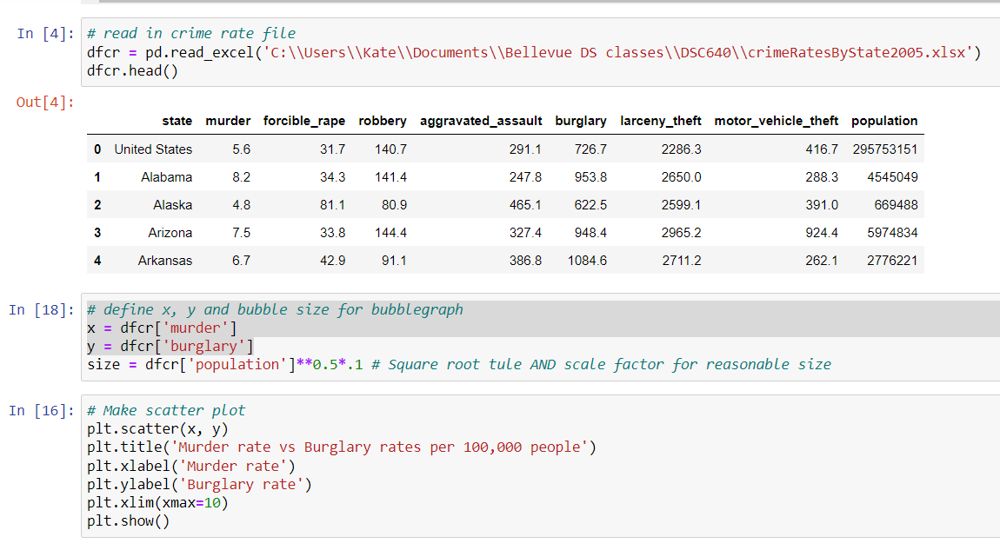 In [4]: # read in crime rate file
dfcr = pd.read_excel('C:\\Users\\Kate\\Documents\\Bellevue DS classes\\DSC640\\crimeRatesByState2005.xlsx')
dfcr.head()
Out[4]:
state murder forcible_rape robbery aggravated_assault burglary larceny_theft motor_vehicle_theft population
0 United States 5.6 31.7 140.7 291.1 726.7 2286.3 416.7 295753151
1 Alabama 8.2 34.3 141.4 247.8 953.8 2650.0 288.3 4545049
2 Alaska 4.8 81.1 80.9 465.1 622.5 2599.1 391.0 669488
3 Arizona 7.5 33.8 144.4 327.4 948.4 2965.2 924.4 5974834
4 Arkansas 6.7 42.9 91.1 386.8 1084.6 2711.2 262.1 2776221
In [18]: # define x, y and bubble size for bubblegraph
x = dfcr['murder']
y = dfcr['burglary']
size = dfcr['population']**0.5*.1 # Square root tule AND scale factor for reasonable size
In [16]: # Make scatter plot
plt.scatter(x, y)
plt.title('Murder rate vs Burglary rates per 100,000 people')
plt.xlabel('Murder rate')
plt.ylabel('Burglary rate')
plt.xlim(xmax=10)
plt.show()